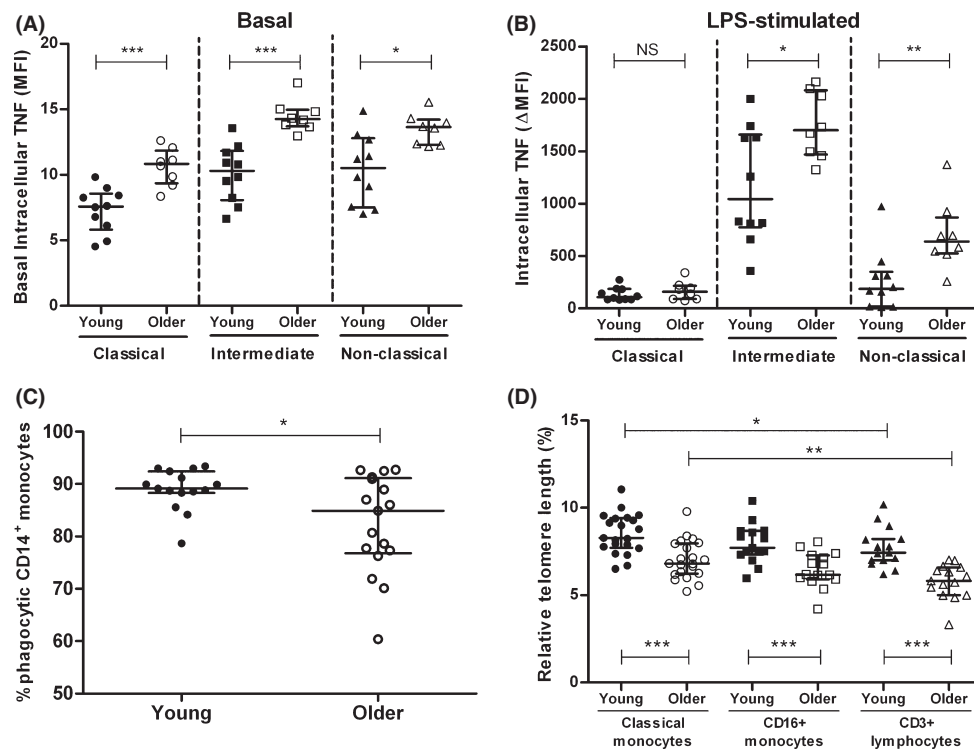 (A)
Basal
Basal Intracellular TNF (MFI)
20
15
10
5
0
***
***
*
Young
Older
Young
Older
Young
Older
Classical
Intermediate
Non-classical
(B)
LPS-stimulated
Intracellular TNF (ΔMFI)
2500
2000
1500
1000
500
0
NS
*
**
Young
Older
Young
Older
Young
Older
Classical
Intermediate
Non-classical
(C)
% phagocytic CD14⁺ monocytes
100
90
80
70
60
50
*
Young
Older
(D)
Relative telomere length (%)
15
10
5
0
*
**
***
***
***
Young
Older
Young
Older
Young
Older
Classical
monocytes
CD16+
monocytes
CD3+
lymphocytes